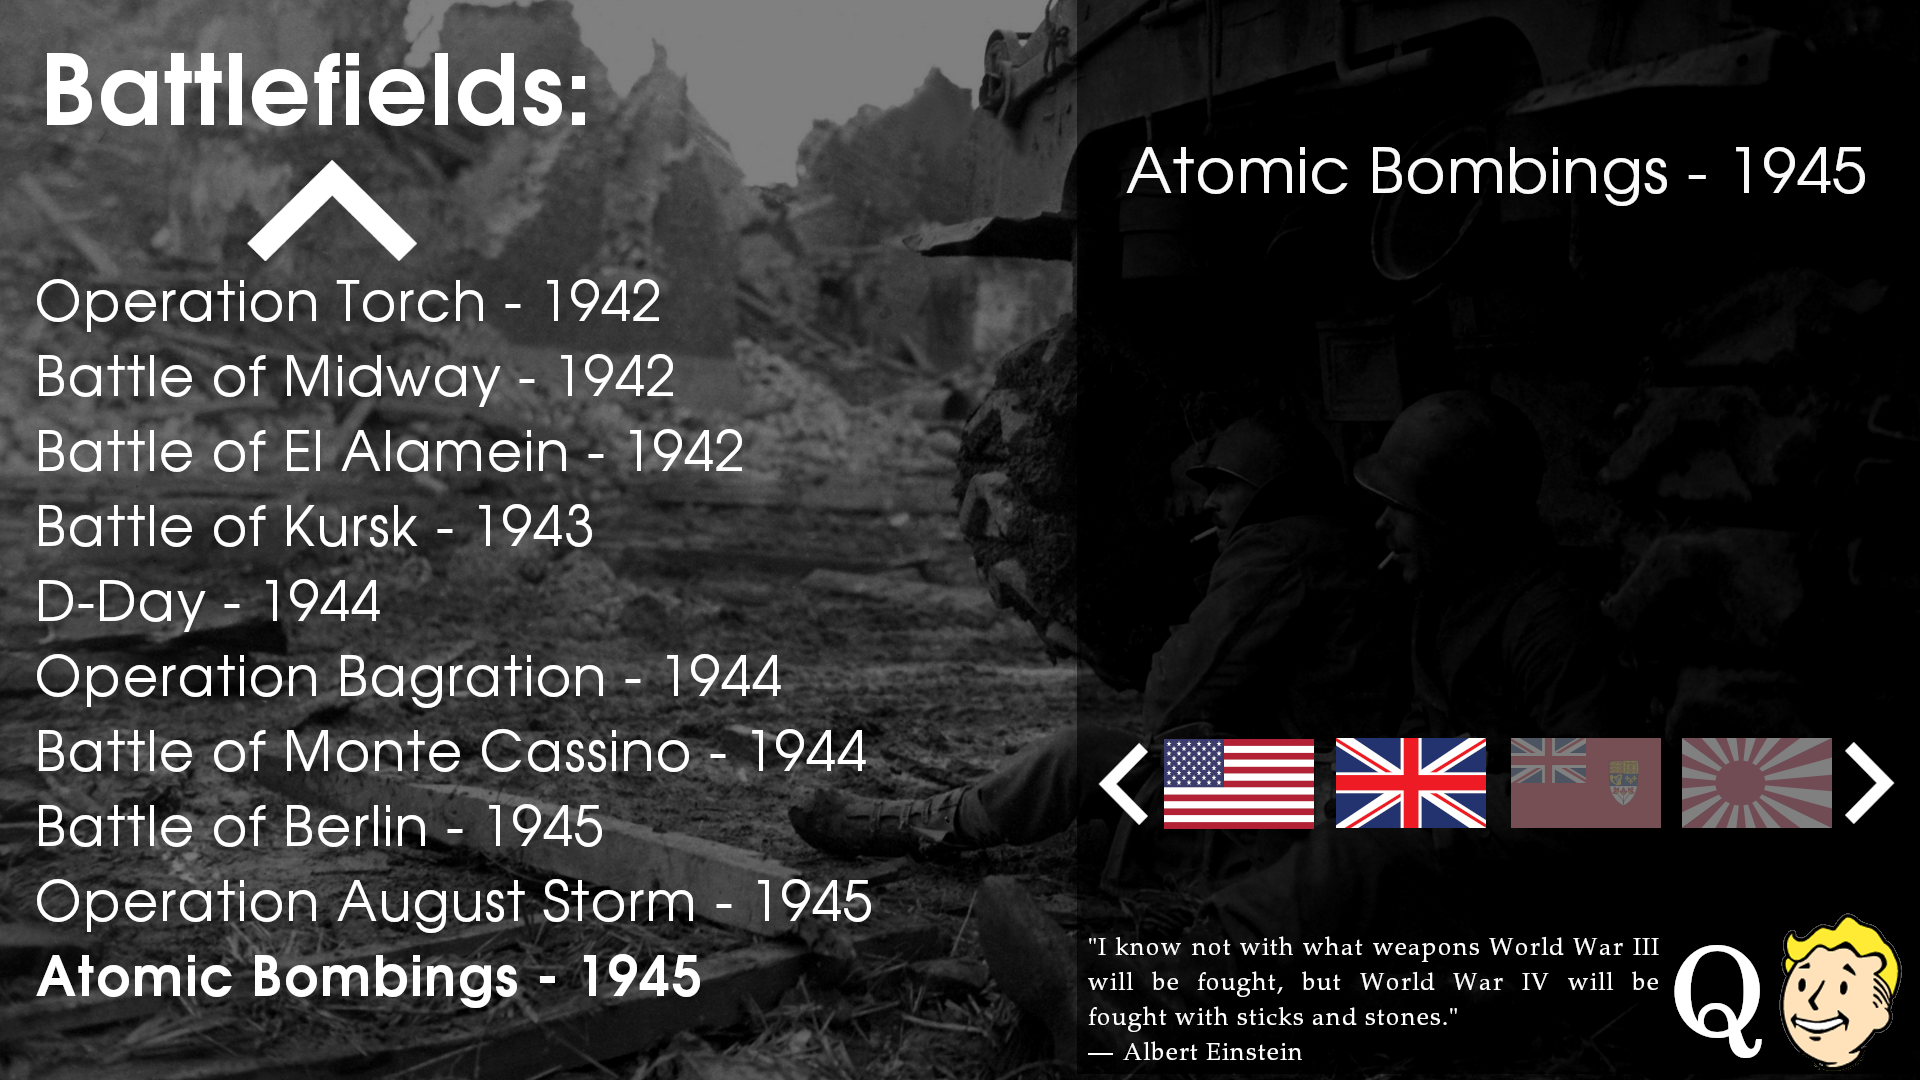 Battlefields:
Operation Torch - 1942
Battle of Midway - 1942
Battle of El Alamein - 1942
Battle of Kursk - 1943
D-Day - 1944
Operation Bagration - 1944
Battle of Monte Cassino - 1944
Battle of Berlin - 1945
Operation August Storm - 1945
Atomic Bombings - 1945
Atomic Bombings - 1945
"I know not with what weapons World War III
will be fought, but World War IV will be
fought with sticks and stones."
— Albert Einstein
Q